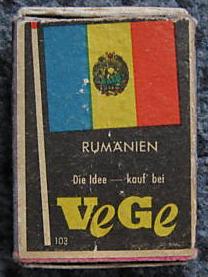 RUMÄNIEN
Die Idee — kauf' bei
VeGe
103